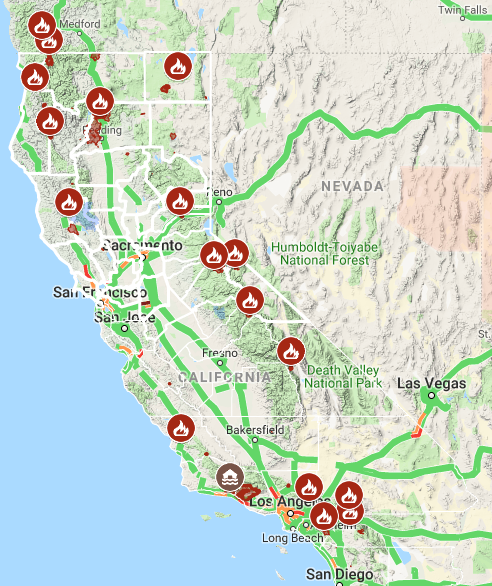 Medford
Twin Falls
Redding
Reno
NEVADA
Sacramento
Humboldt-Toiyabe
National Forest
San Francisco
San Jose
St.
Fresno
CALIFORNIA
Death Valley
National Park
Las Vegas
Bakersfield
Los Angeles
Long Beach
San Diego